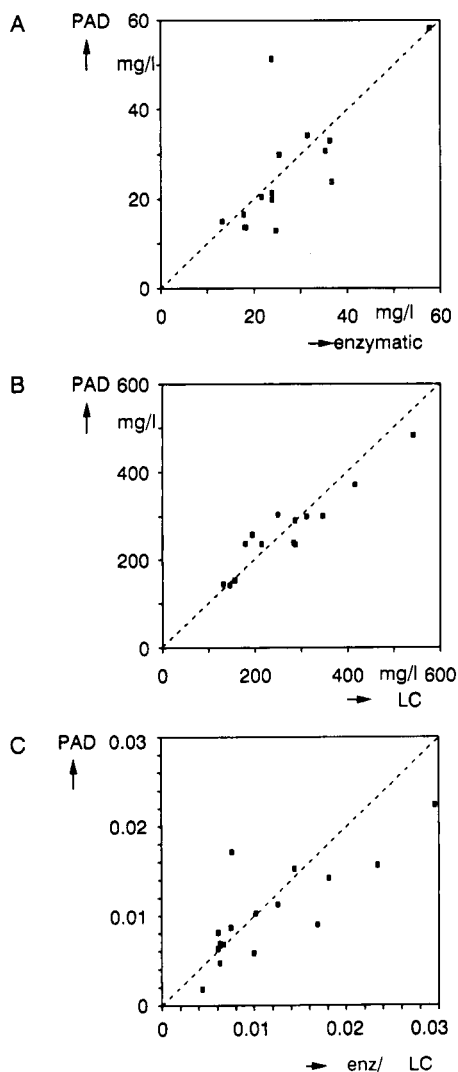 A PAD
60
mg/l
40
20
0
0 20 40 mg/l 60
enzymatic
B PAD
600
mg/l
400
200
0
0 200 400 mg/l 600
LC
C PAD
0.03
0.02
0.01
0
0 0.01 0.02 0.03
enz/ LC